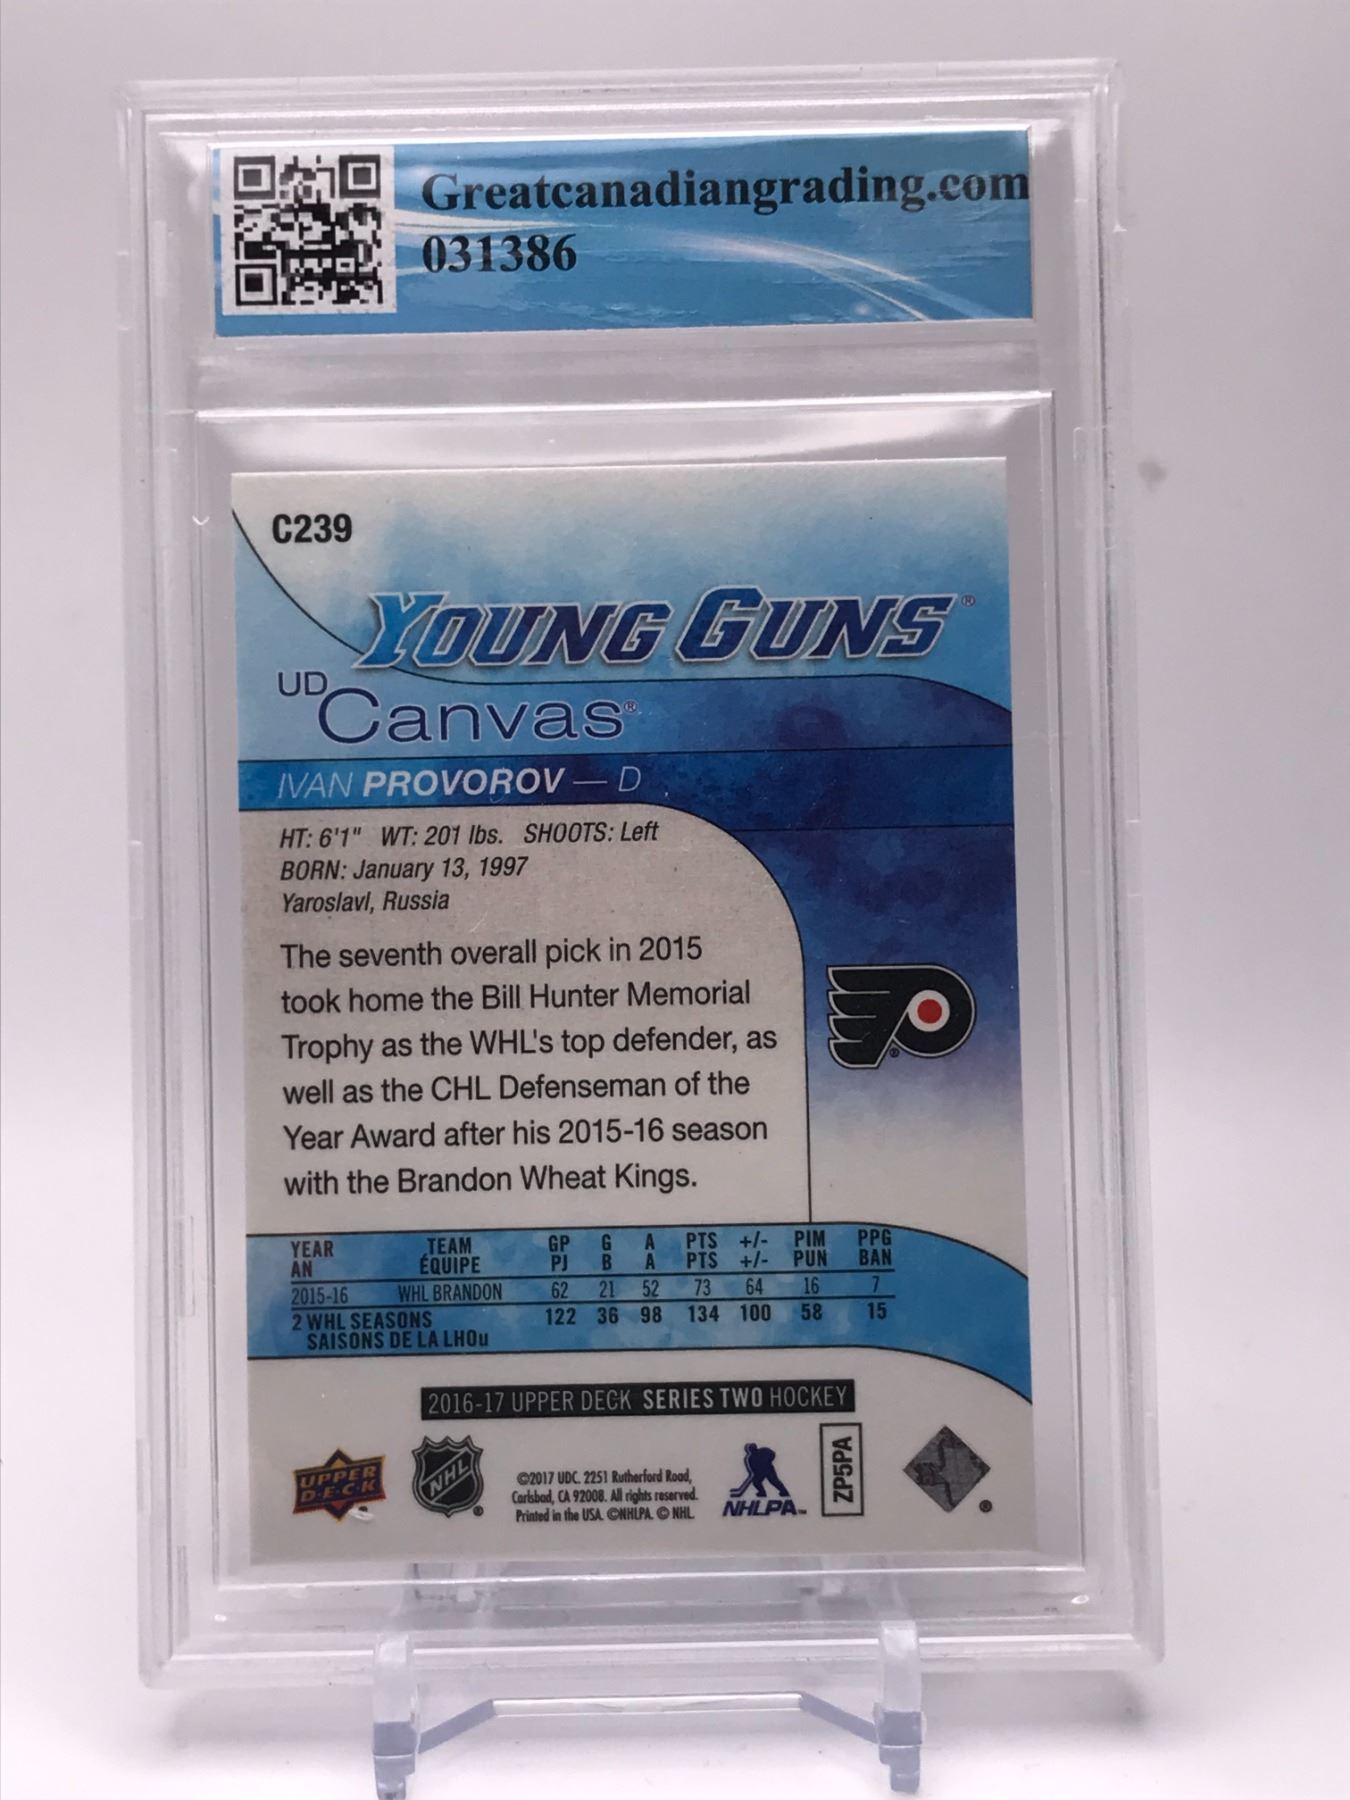 Greatcanadiangrading.com
031386
C239
YOUNG GUNS®
UD Canvas®
IVAN PROVOROV — D
HT: 6'1" WT: 201 lbs. SHOOTS: Left
BORN: January 13, 1997
Yaroslavl, Russia
The seventh overall pick in 2015
took home the Bill Hunter Memorial
Trophy as the WHL's top defender, as
well as the CHL Defenseman of the
Year Award after his 2015-16 season
with the Brandon Wheat Kings.
YEAR TEAM GP G A PTS +/- PIM PPG
AN ÉQUIPE PJ B A PTS +/- PUN BAN
2015-16 WHL BRANDON 62 21 52 73 64 16 7
2 WHL SEASONS 122 36 98 134 100 58 15
SAISONS DE LA LHOu
2016-17 UPPER DECK SERIES TWO HOCKEY
UPPER
D·E·C·K
NHL®
©2017 UDC. 2251 Rutherford Road,
Carlsbad, CA 92008. All rights reserved.
Printed in the USA. ©NHLPA. © NHL.
NHLPA™
ZP5PA
®